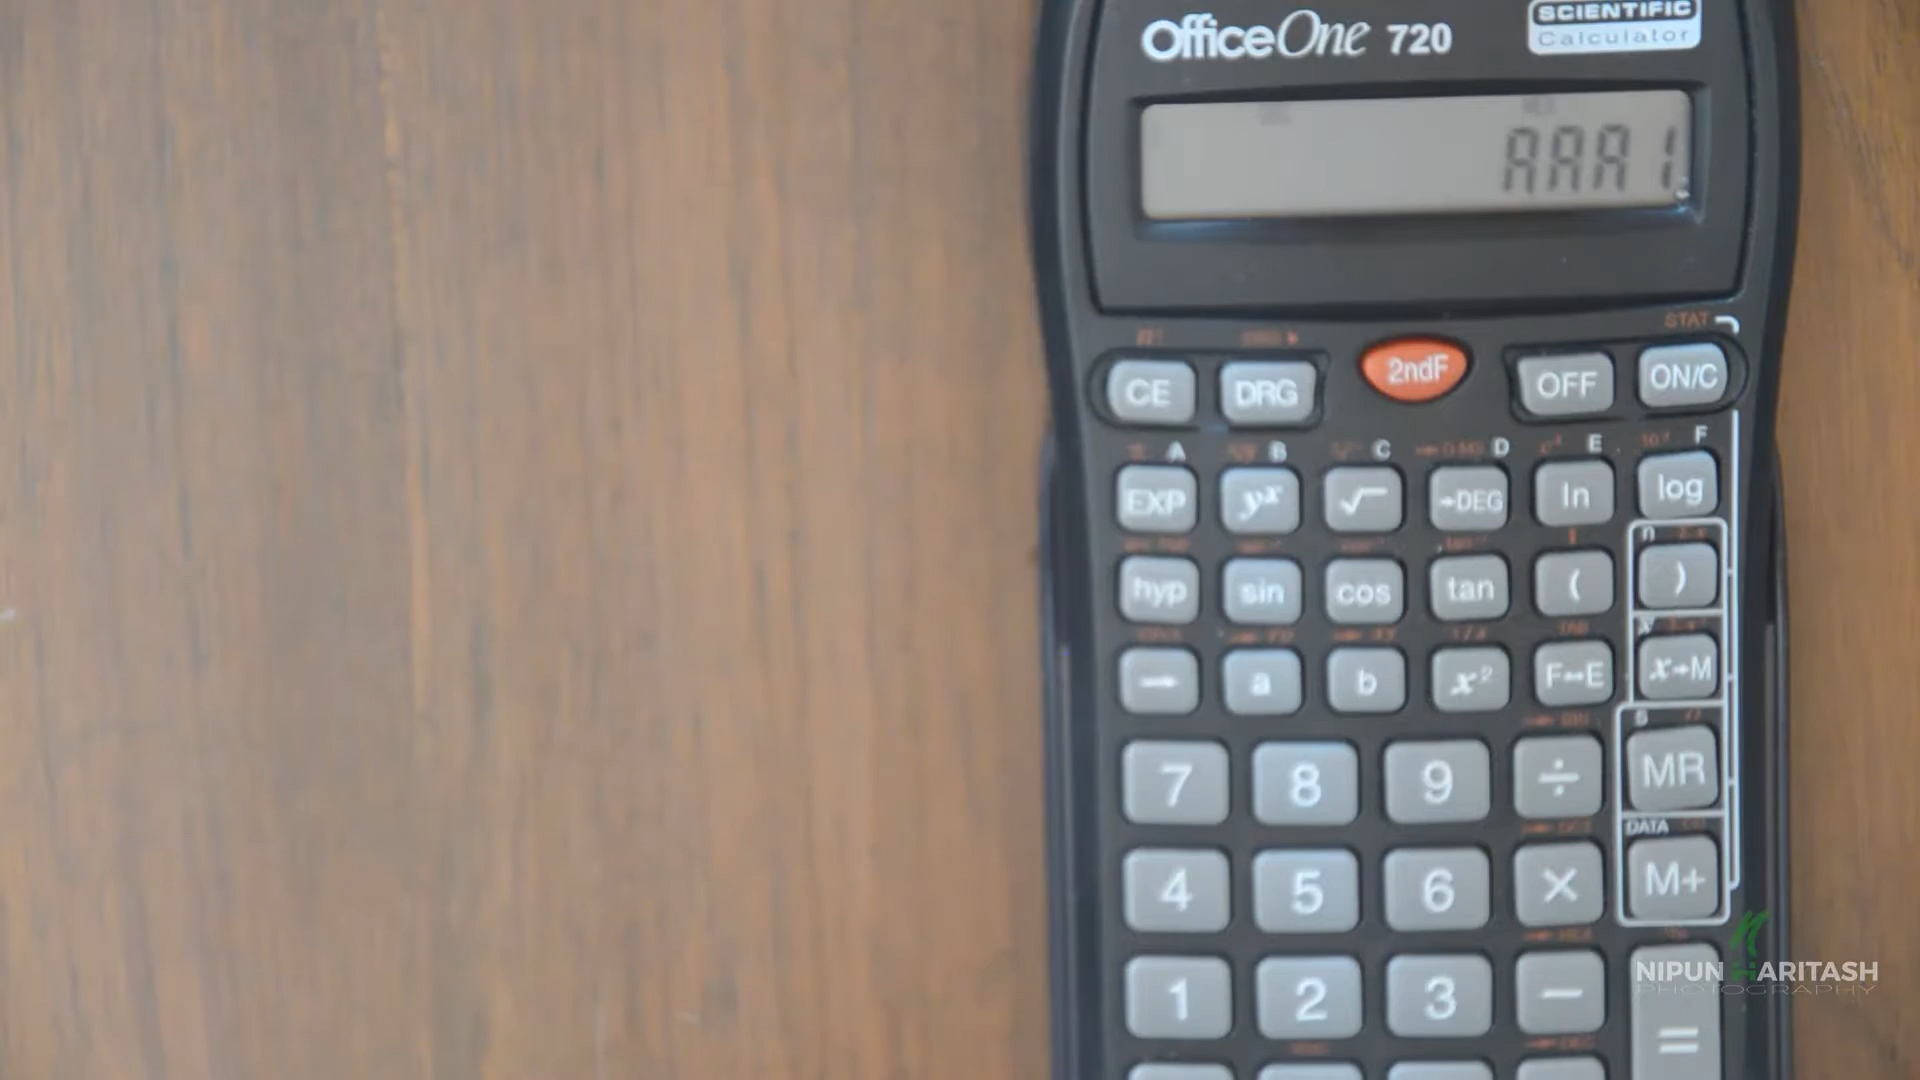 OfficeOne 720
SCIENTIFIC
Calculator
AAA1
STAT
CE DRG 2ndF OFF ON/C
A B C D E F
EXP yˣ √ →DEG ln log
n
hyp sin cos tan ( )
→ a b x² F↔E x→M
S
7 8 9 ÷ MR
DATA
4 5 6 × M+
1 2 3 − =
NIPUN HARITASH
PHOTOGRAPHY